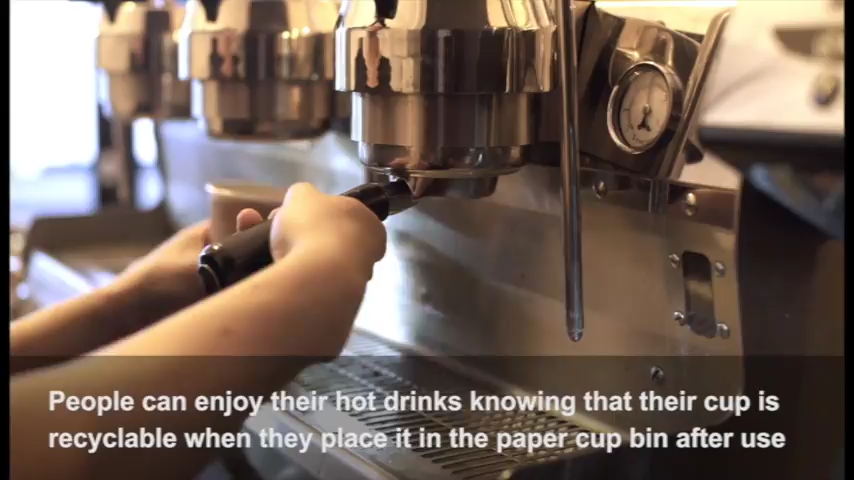 People can enjoy their hot drinks knowing that their cup is
recyclable when they place it in the paper cup bin after use